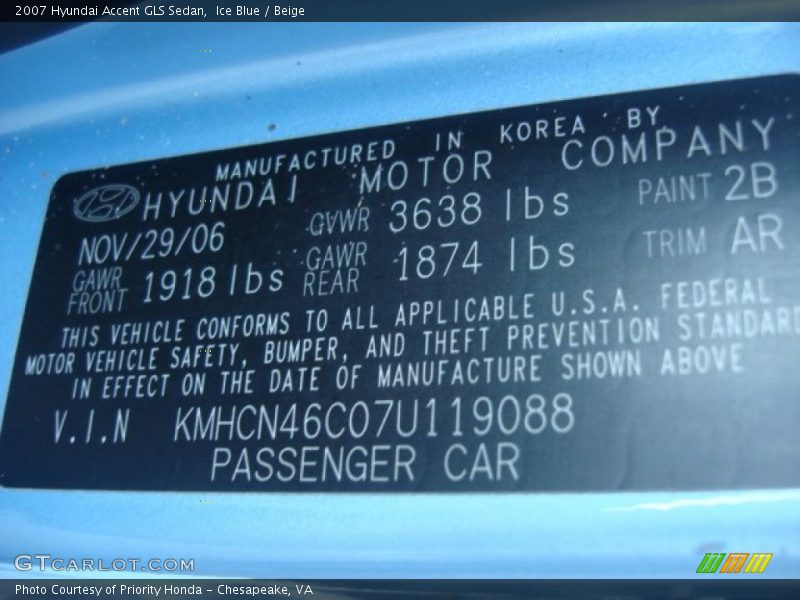 2007 Hyundai Accent GLS Sedan,  Ice Blue / Beige
MANUFACTURED IN KOREA BY
HYUNDAI MOTOR COMPANY
NOV/29/06 GVWR 3638 lbs PAINT 2B
GAWR FRONT 1918 lbs GAWR REAR 1874 lbs TRIM AR
THIS VEHICLE CONFORMS TO ALL APPLICABLE U.S.A. FEDERAL
MOTOR VEHICLE SAFETY, BUMPER, AND THEFT PREVENTION STANDARD
IN EFFECT ON THE DATE OF MANUFACTURE SHOWN ABOVE
V.I.N KMHCN46C07U119088
PASSENGER CAR
GTCARLOT.COM
Photo Courtesy of Priority Honda - Chesapeake, VA